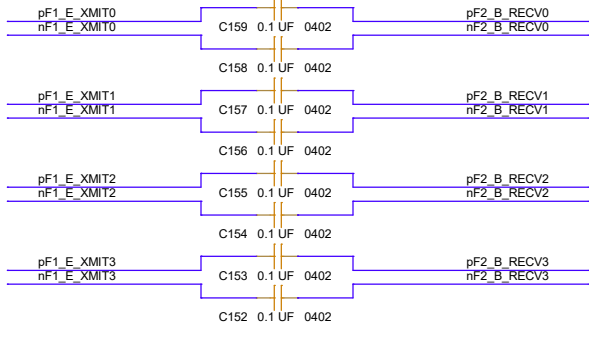 pF1_E_XMIT0 pF2_B_RECV0
nF1_E_XMIT0 C159 0.1 UF 0402 nF2_B_RECV0
C158 0.1 UF 0402
pF1_E_XMIT1 pF2_B_RECV1
nF1_E_XMIT1 C157 0.1 UF 0402 nF2_B_RECV1
C156 0.1 UF 0402
pF1_E_XMIT2 pF2_B_RECV2
nF1_E_XMIT2 C155 0.1 UF 0402 nF2_B_RECV2
C154 0.1 UF 0402
pF1_E_XMIT3 pF2_B_RECV3
nF1_E_XMIT3 C153 0.1 UF 0402 nF2_B_RECV3
C152 0.1 UF 0402